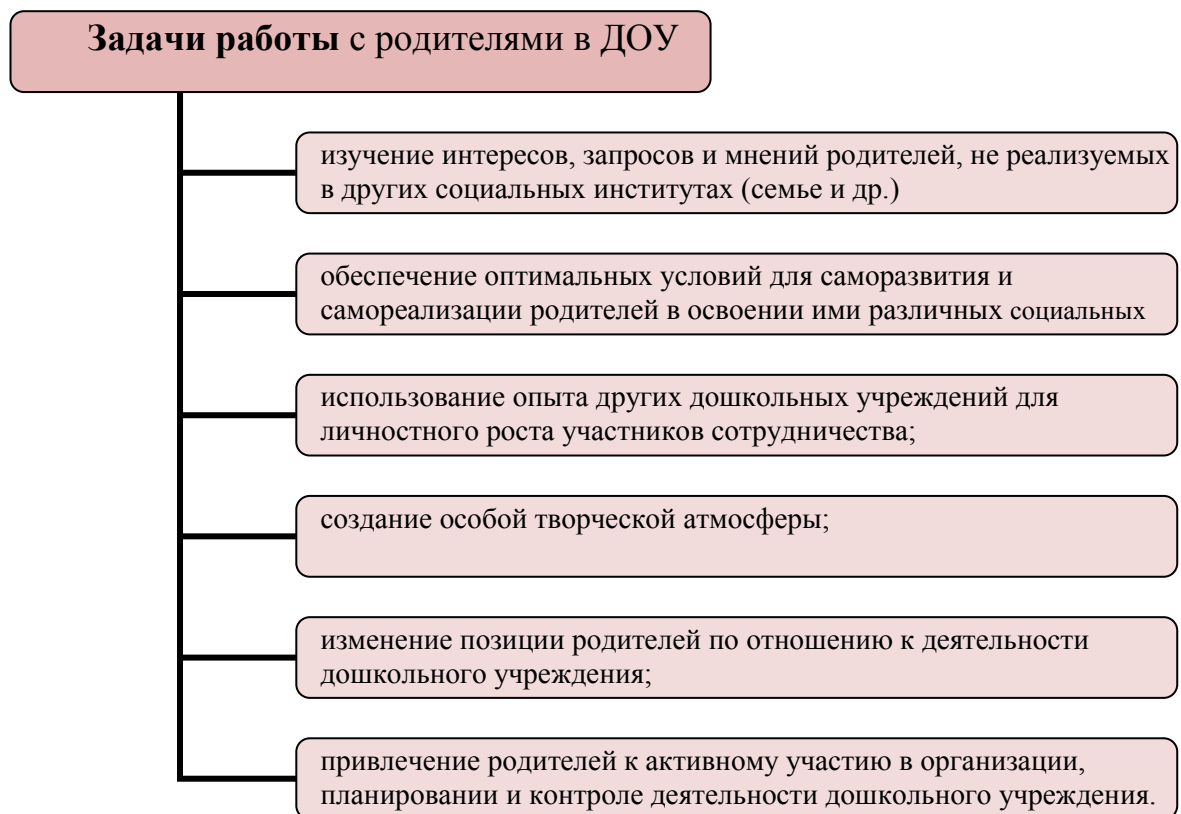 Задачи работы с родителями в ДОУ
изучение интересов, запросов и мнений родителей, не реализуемых
в других социальных институтах (семье и др.)
обеспечение оптимальных условий для саморазвития и
самореализации родителей в освоении ими различных социальных
использование опыта других дошкольных учреждений для
личностного роста участников сотрудничества;
создание особой творческой атмосферы;
изменение позиции родителей по отношению к деятельности
дошкольного учреждения;
привлечение родителей к активному участию в организации,
планировании и контроле деятельности дошкольного учреждения.